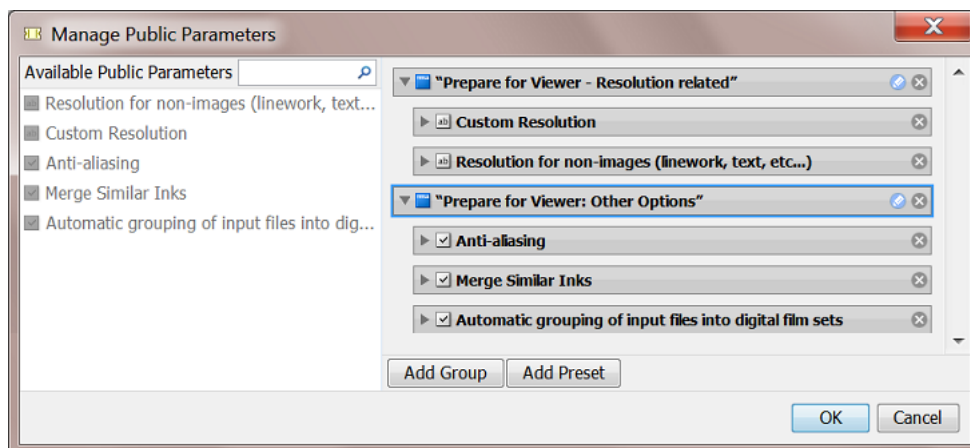 Manage Public Parameters
Available Public Parameters
Resolution for non-images (linework, text...
Custom Resolution
Anti-aliasing
Merge Similar Inks
Automatic grouping of input files into dig...
"Prepare for Viewer - Resolution related"
ab Custom Resolution
ab Resolution for non-images (linework, text, etc...)
"Prepare for Viewer: Other Options"
Anti-aliasing
Merge Similar Inks
Automatic grouping of input files into digital film sets
Add Group
Add Preset
OK
Cancel